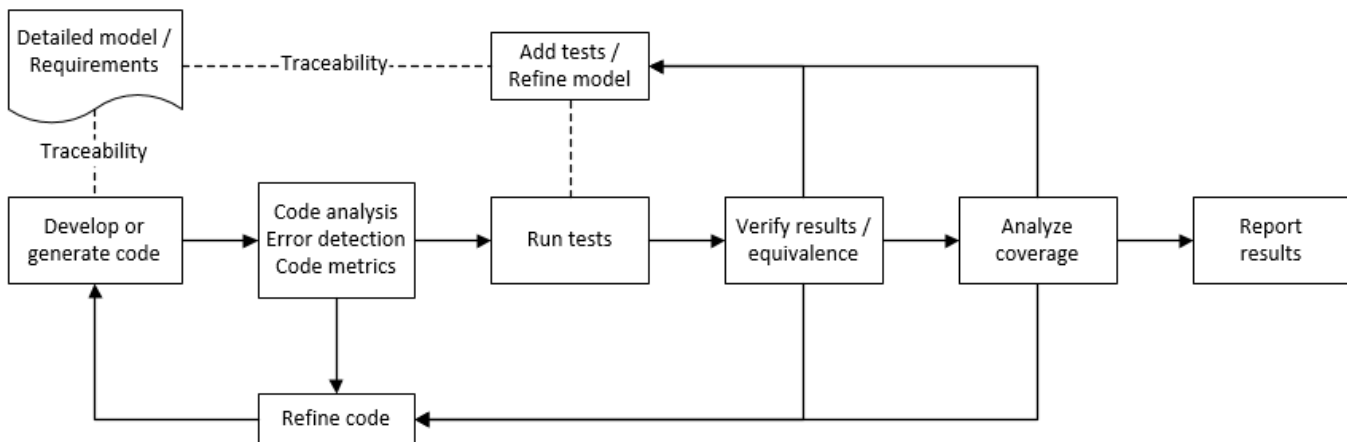 Detailed model /
Requirements
Traceability
Add tests /
Refine model
Traceability
Develop or
generate code
Code analysis
Error detection
Code metrics
Run tests
Verify results /
equivalence
Analyze
coverage
Report
results
Refine code